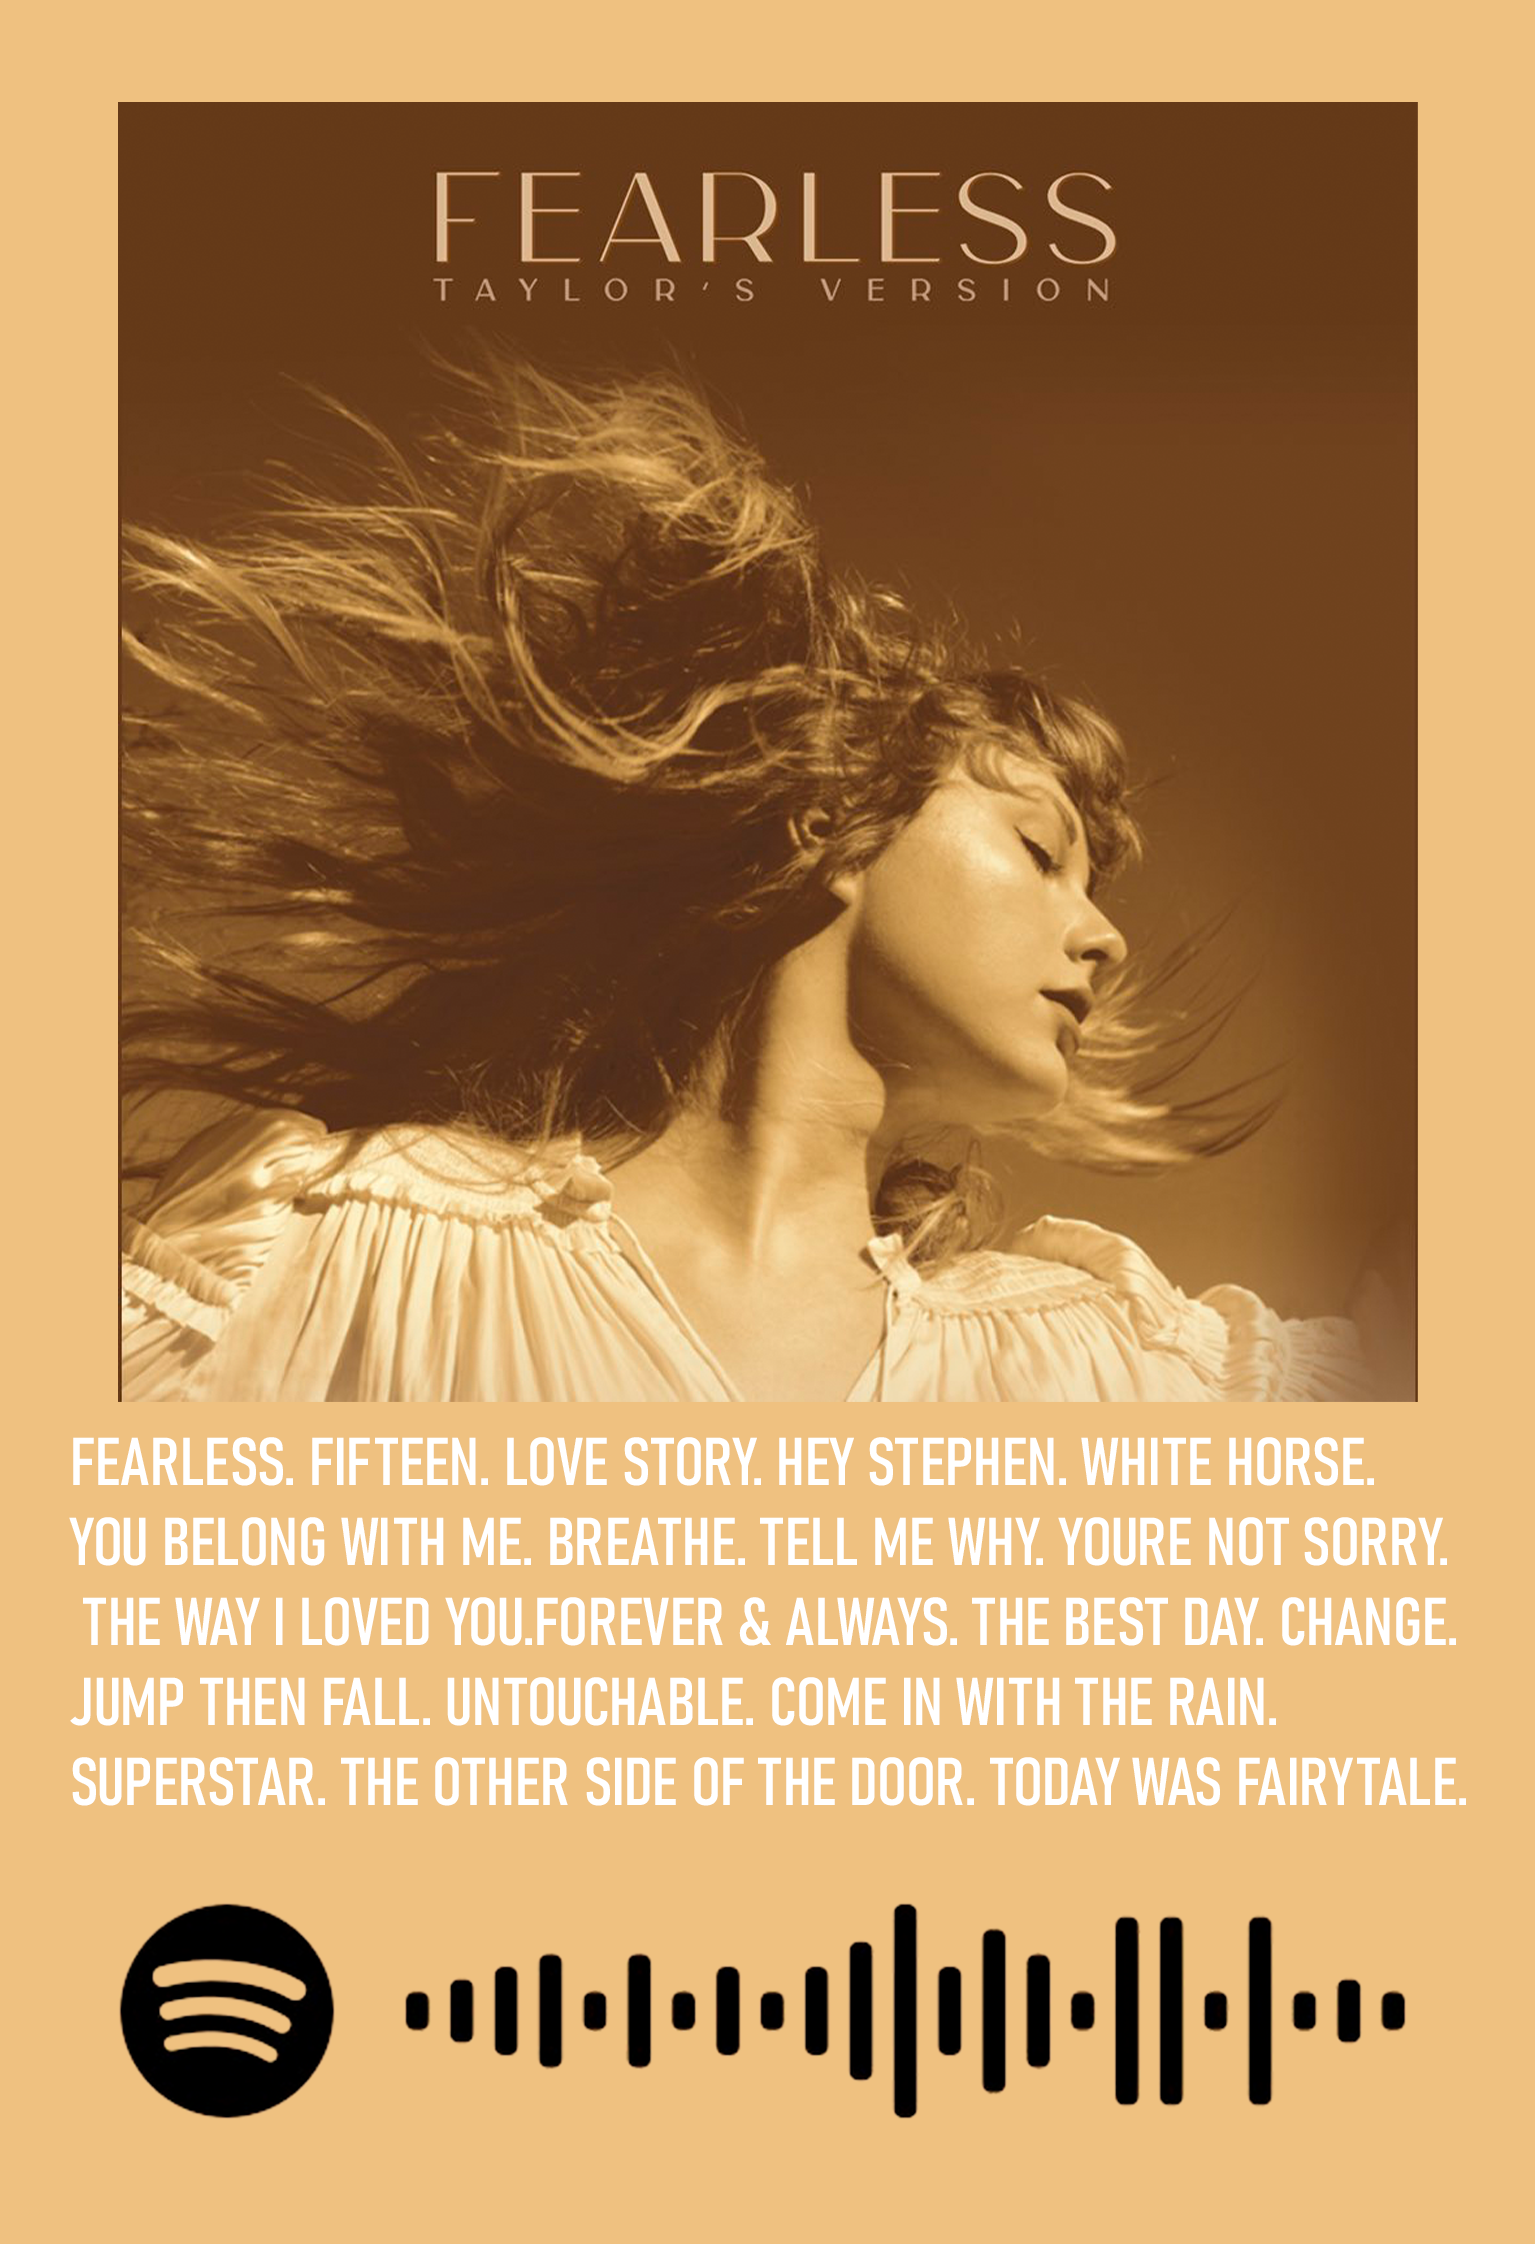 FEARLESS
TAYLOR'S VERSION
FEARLESS. FIFTEEN. LOVE STORY. HEY STEPHEN. WHITE HORSE.
YOU BELONG WITH ME. BREATHE. TELL ME WHY. YOURE NOT SORRY.
THE WAY I LOVED YOU.FOREVER & ALWAYS. THE BEST DAY. CHANGE.
JUMP THEN FALL. UNTOUCHABLE. COME IN WITH THE RAIN.
SUPERSTAR. THE OTHER SIDE OF THE DOOR. TODAY WAS FAIRYTALE.